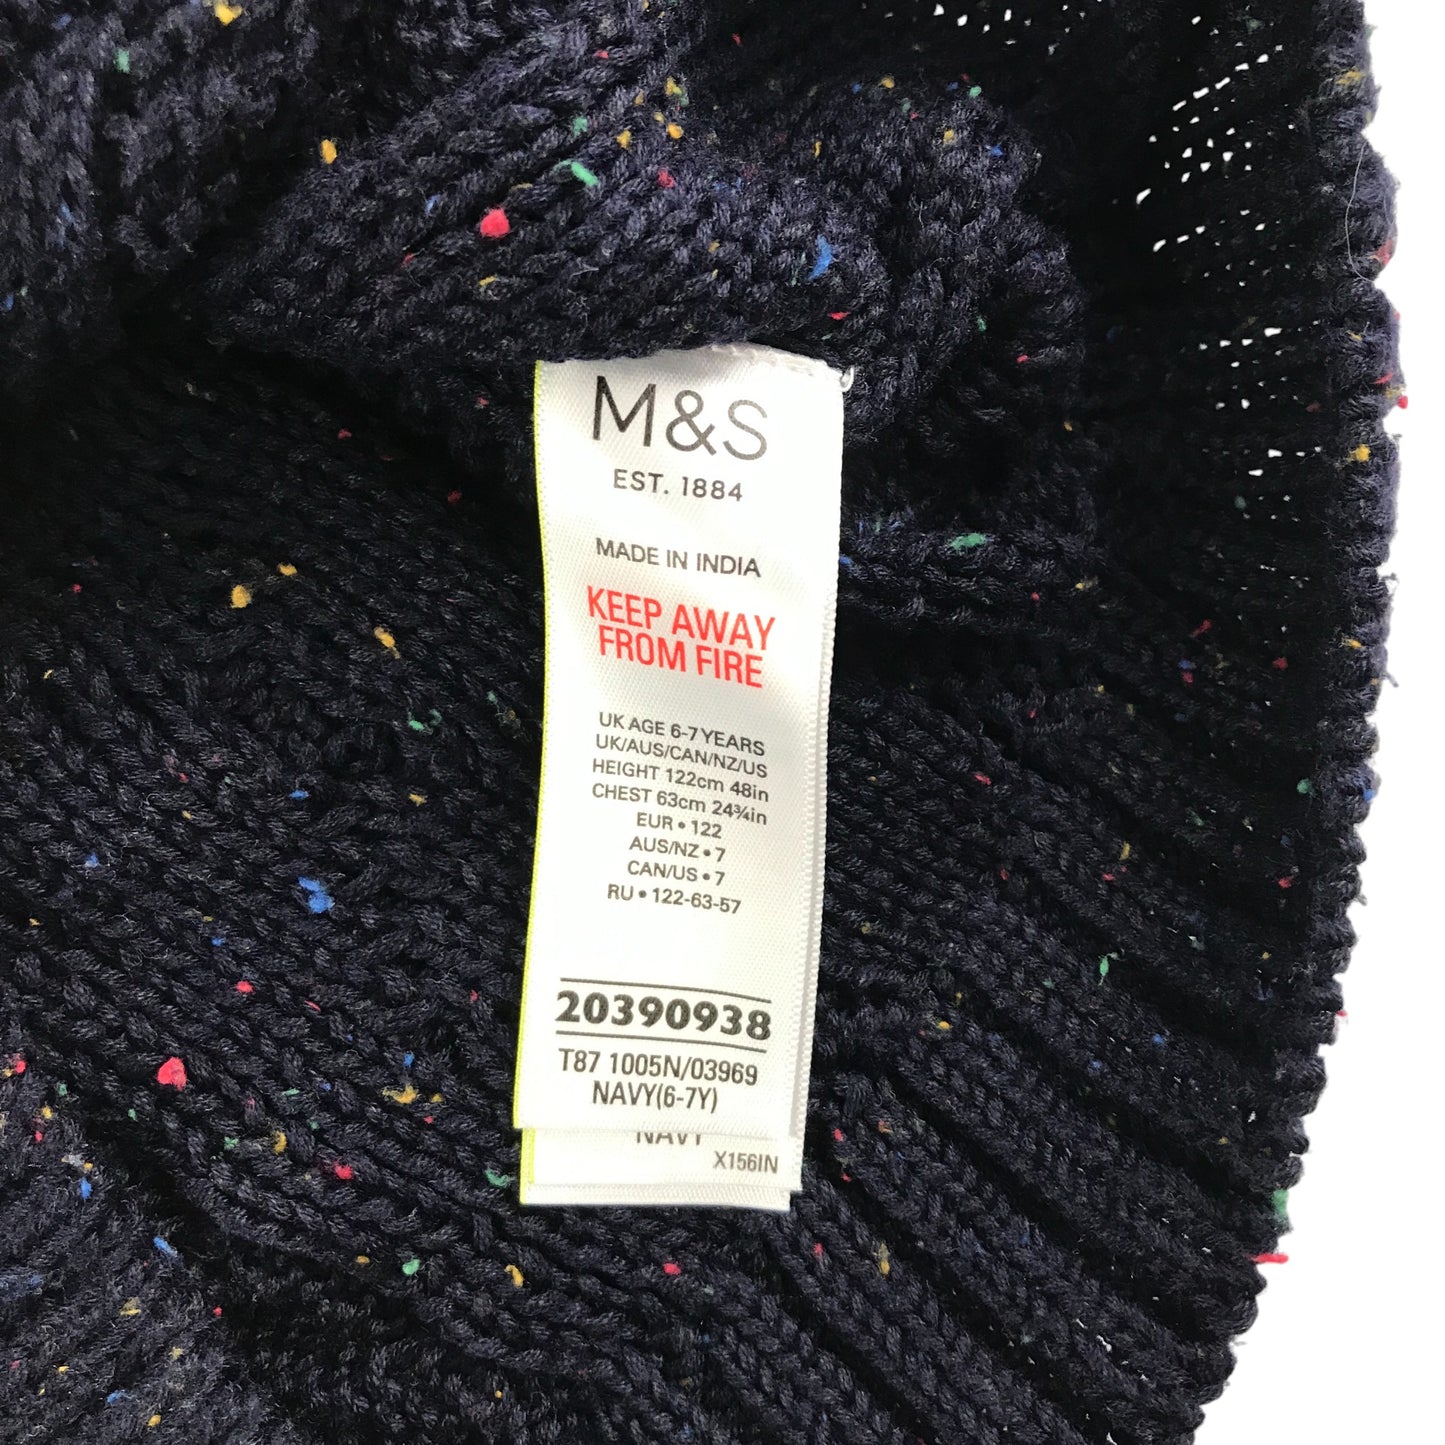 M&S
EST. 1884
MADE IN INDIA
KEEP AWAY
FROM FIRE
UK AGE 6-7 YEARS
UK/AUS/CAN/NZ/US
HEIGHT 122cm 48in
CHEST 63cm 24¾in
EUR • 122
AUS/NZ • 7
CAN/US • 7
RU • 122-63-57
20390938
T87 1005N/03969
NAVY(6-7Y)
NAVY
X156IN